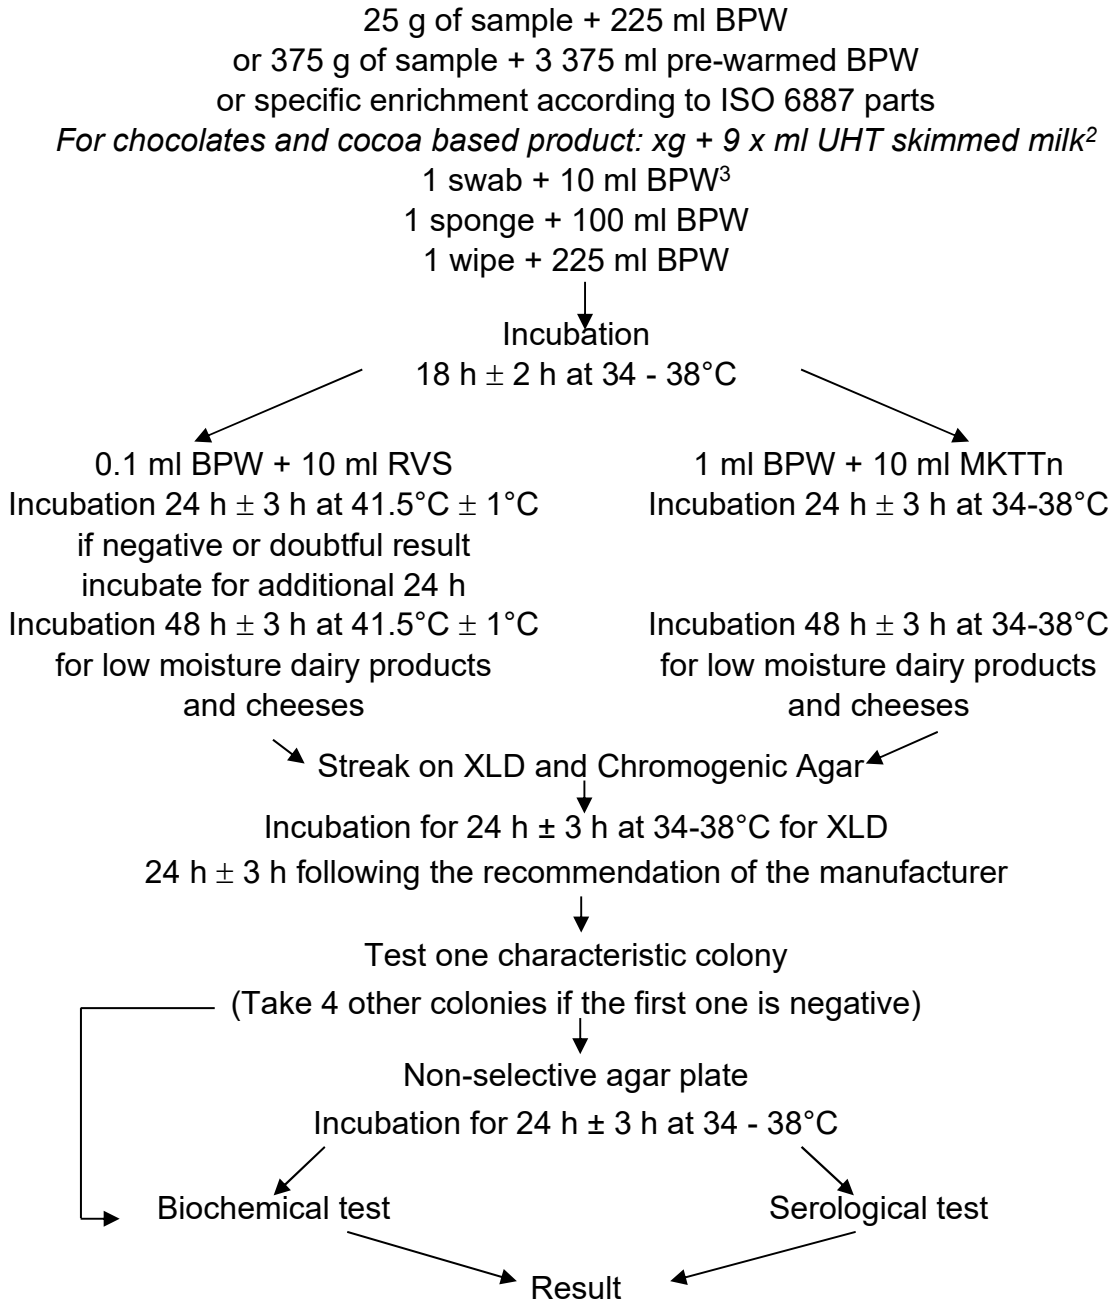 25 g of sample + 225 ml BPW
or 375 g of sample + 3 375 ml pre-warmed BPW
or specific enrichment according to ISO 6887 parts
For chocolates and cocoa based product: xg + 9 x ml UHT skimmed milk²
1 swab + 10 ml BPW³
1 sponge + 100 ml BPW
1 wipe + 225 ml BPW
Incubation
18 h ± 2 h at 34 - 38°C
0.1 ml BPW + 10 ml RVS
Incubation 24 h ± 3 h at 41.5°C ± 1°C
if negative or doubtful result
incubate for additional 24 h
Incubation 48 h ± 3 h at 41.5°C ± 1°C
for low moisture dairy products
and cheeses
1 ml BPW + 10 ml MKTTn
Incubation 24 h ± 3 h at 34-38°C
Incubation 48 h ± 3 h at 34-38°C
for low moisture dairy products
and cheeses
Streak on XLD and Chromogenic Agar
Incubation for 24 h ± 3 h at 34-38°C for XLD
24 h ± 3 h following the recommendation of the manufacturer
Test one characteristic colony
(Take 4 other colonies if the first one is negative)
Non-selective agar plate
Incubation for 24 h ± 3 h at 34 - 38°C
Biochemical test
Serological test
Result